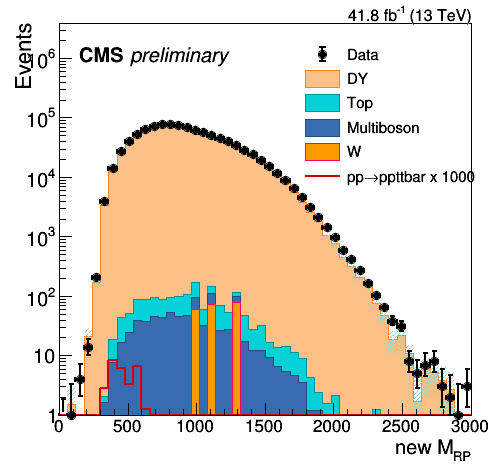 41.8 fb⁻¹ (13 TeV)
Events
CMS preliminary
Data
DY
Top
Multiboson
W
pp→ppttbar x 1000
10⁶
10⁵
10⁴
10³
10²
10
1
0 500 1000 1500 2000 2500 3000
new M_RP